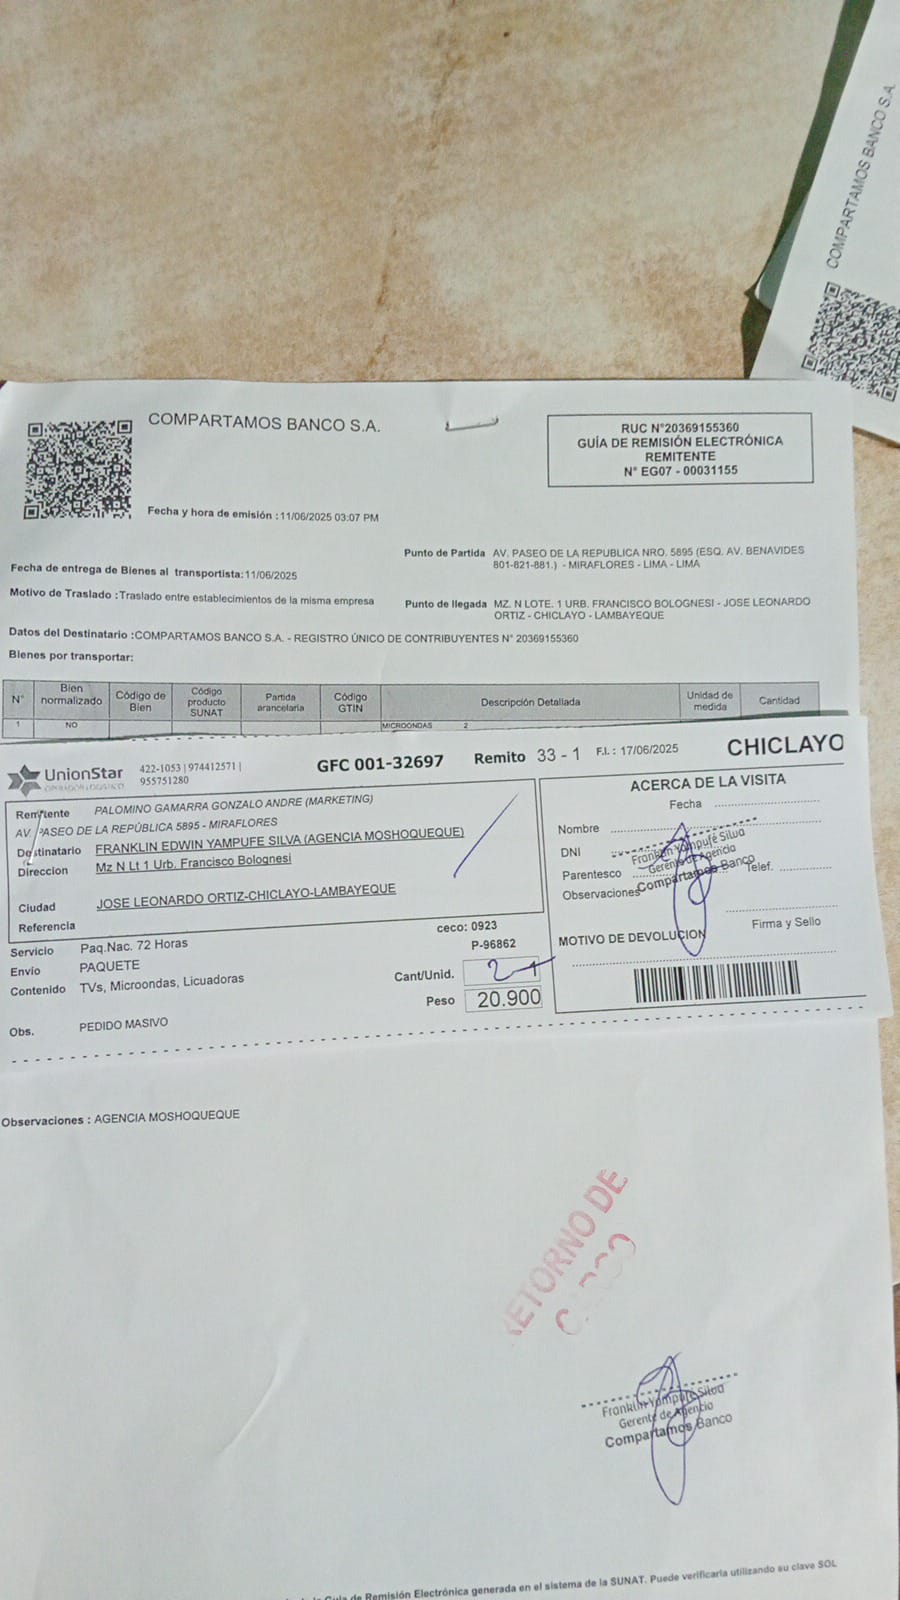 COMPARTAMOS BANCO S.A.
COMPARTAMOS BANCO S.A.
RUC N°20369155360
GUÍA DE REMISIÓN ELECTRÓNICA
REMITENTE
N° EG07 - 00031155
Fecha y hora de emisión : 11/06/2025 03:07 PM
Punto de Partida AV. PASEO DE LA REPUBLICA NRO. 5895 (ESQ. AV. BENAVIDES
801-821-881.) - MIRAFLORES - LIMA - LIMA
Fecha de entrega de Bienes al transportista: 11/06/2025
Motivo de Traslado : Traslado entre establecimientos de la misma empresa
Punto de llegada MZ. N LOTE. 1 URB. FRANCISCO BOLOGNESI - JOSE LEONARDO
ORTIZ - CHICLAYO - LAMBAYEQUE
Datos del Destinatario : COMPARTAMOS BANCO S.A. - REGISTRO ÚNICO DE CONTRIBUYENTES N° 20369155360
Bienes por transportar:
N° Bien normalizado Código de Bien Código producto SUNAT Partida arancelaria Código GTIN Descripción Detallada Unidad de medida Cantidad
1 NO MICROONDAS 2
UnionStar
OPERADOR LOGISTICO
422-1053 | 974412571 |
955751280
GFC 001-32697
Remito 33 - 1
F.I.: 17/06/2025
CHICLAYO
Remitente PALOMINO GAMARRA GONZALO ANDRE (MARKETING)
AV. PASEO DE LA REPÚBLICA 5895 - MIRAFLORES
Destinatario FRANKLIN EDWIN YAMPUFE SILVA (AGENCIA MOSHOQUEQUE)
Direccion Mz N Lt 1 Urb. Francisco Bolognesi
Ciudad JOSE LEONARDO ORTIZ-CHICLAYO-LAMBAYEQUE
Referencia
Servicio Paq.Nac. 72 Horas
Envío PAQUETE
Contenido TVs, Microondas, Licuadoras
Obs. PEDIDO MASIVO
ceco: 0923
P-96862
Cant/Unid.
Peso 20.900
ACERCA DE LA VISITA
Fecha
Nombre
DNI
Parentesco
Telef.
Observaciones
Franklin Yampufé Silva
Gerente de Agencia
Compartamos Banco
Firma y Sello
MOTIVO DE DEVOLUCION
Observaciones : AGENCIA MOSHOQUEQUE
RETORNO DE
Franklin Yampufé Silva
Gerente de Agencia
Compartamos Banco
Guía de Remisión Electrónica generada en el sistema de la SUNAT. Puede verificarla utilizando su clave SOL